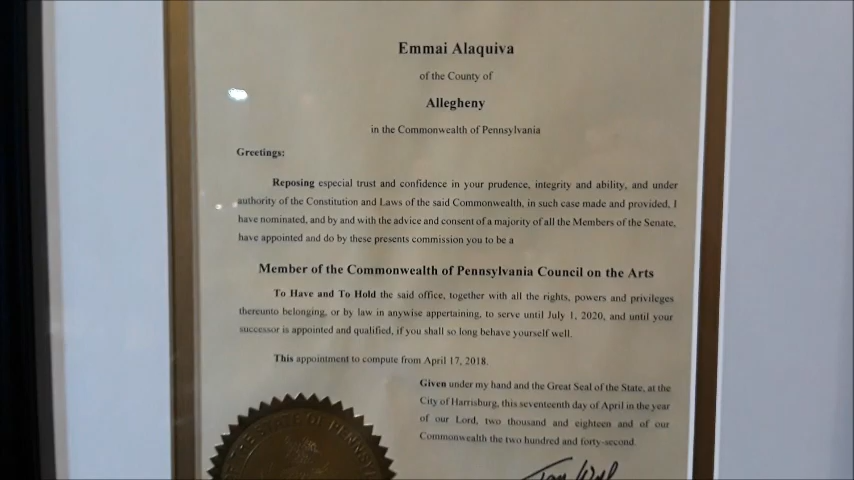 Emmai Alaquiva
of the County of
Allegheny
in the Commonwealth of Pennsylvania
Greetings:
Reposing especial trust and confidence in your prudence, integrity and ability, and under
authority of the Constitution and Laws of the said Commonwealth, in such case made and provided, I
have nominated, and by and with the advice and consent of a majority of all the Members of the Senate,
have appointed and do by these presents commission you to be a
Member of the Commonwealth of Pennsylvania Council on the Arts
To Have and To Hold the said office, together with all the rights, powers and privileges
thereunto belonging, or by law in anywise appertaining, to serve until July 1, 2020, and until your
successor is appointed and qualified, if you shall so long behave yourself well.
This appointment to compute from April 17, 2018.
Given under my hand and the Great Seal of the State, at the
City of Harrisburg, this seventeenth day of April in the year
of our Lord, two thousand and eighteen and of our
Commonwealth the two hundred and forty-second.
STATE OF PENNSYLV